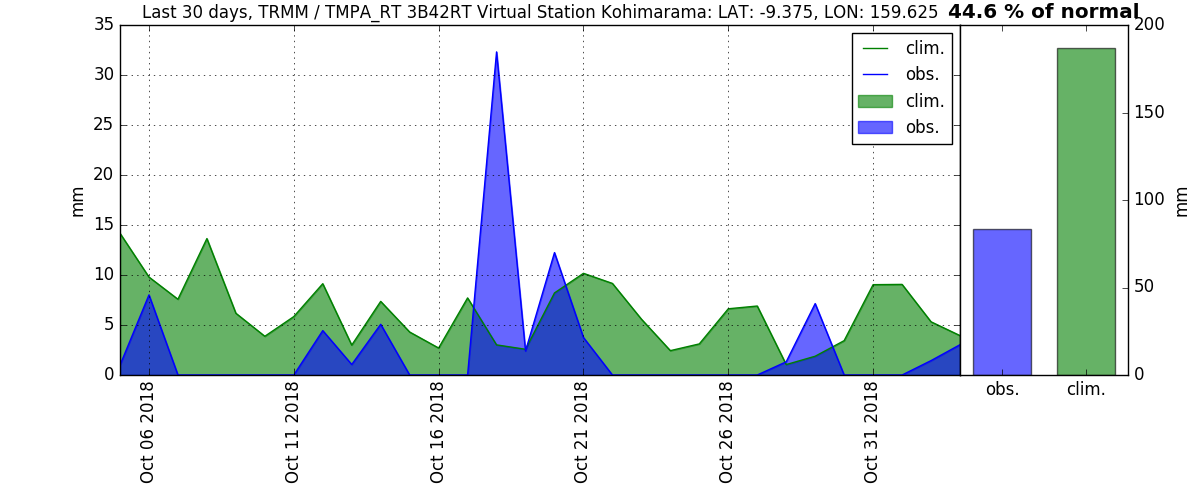 Last 30 days, TRMM / TMPA_RT 3B42RT Virtual Station Kohimarama: LAT: -9.375, LON: 159.625
44.6 % of normal
35
30
25
20
15
10
5
0
mm
clim.
obs.
clim.
obs.
Oct 06 2018
Oct 11 2018
Oct 16 2018
Oct 21 2018
Oct 26 2018
Oct 31 2018
200
150
100
50
0
mm
obs.
clim.